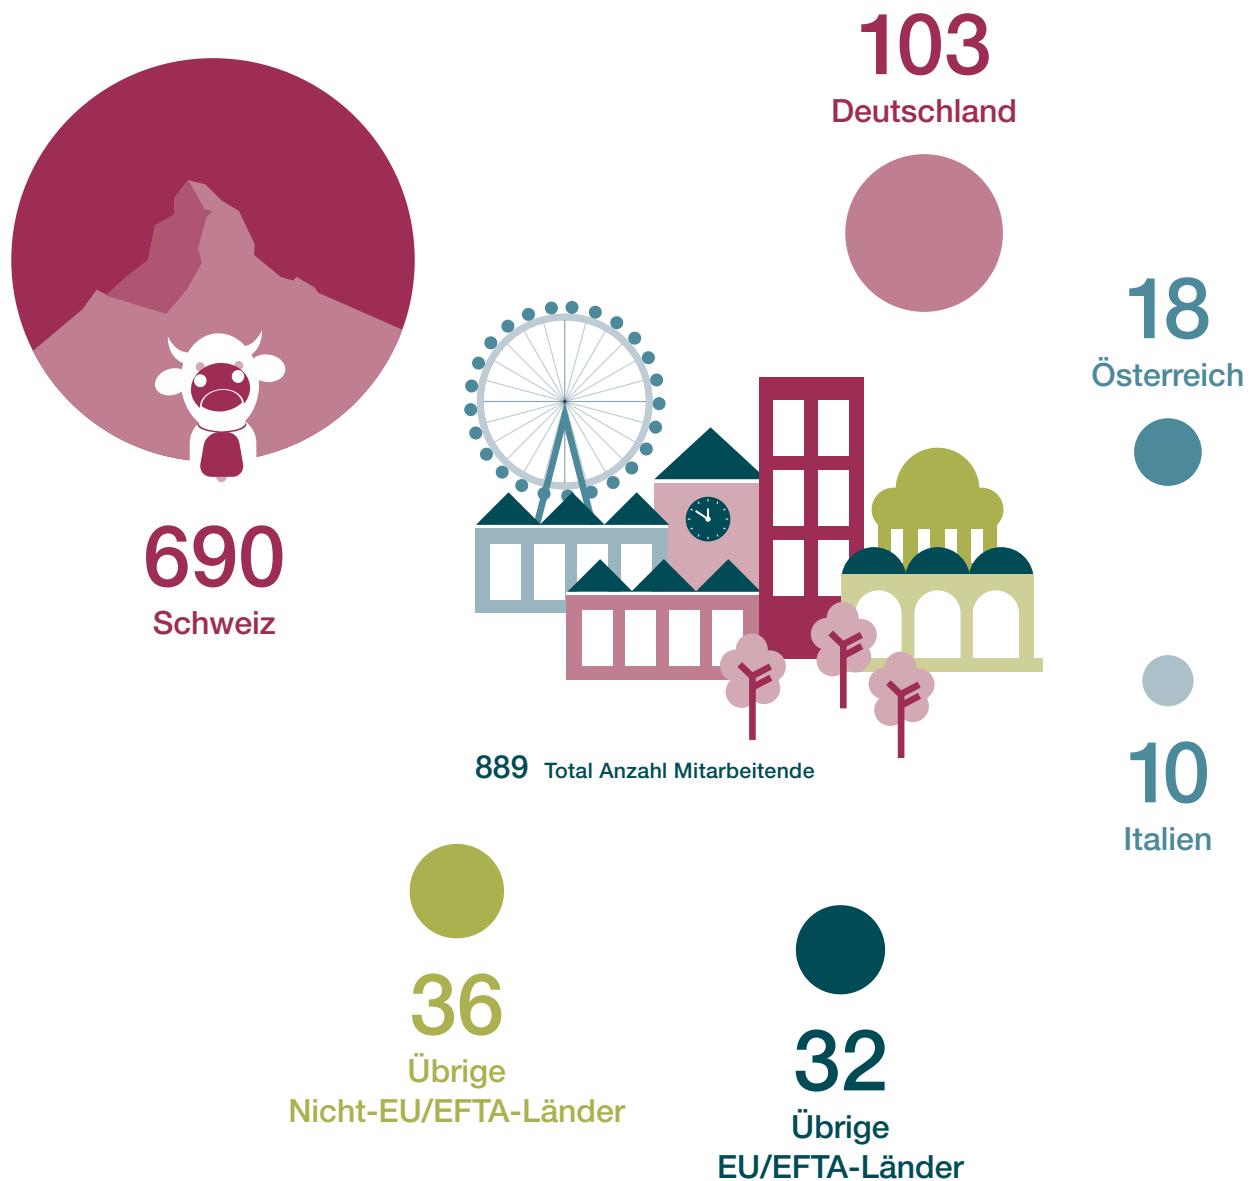 103
Deutschland
18
Österreich
690
Schweiz
10
Italien
889 Total Anzahl Mitarbeitende
36
Übrige
Nicht-EU/EFTA-Länder
32
Übrige
EU/EFTA-Länder